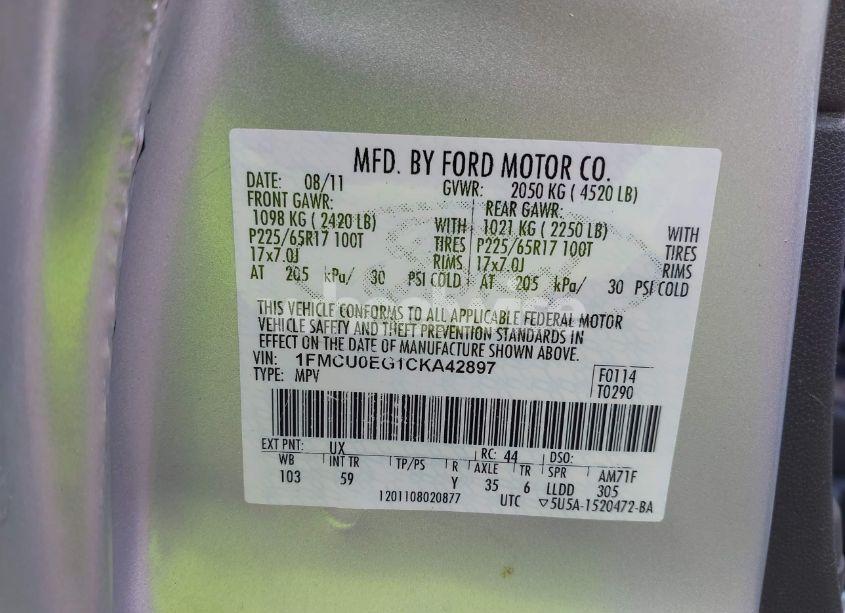 MFD. BY FORD MOTOR CO.
DATE: 08/11 GVWR: 2050 KG ( 4520 LB)
FRONT GAWR: REAR GAWR:
1098 KG ( 2420 LB) WITH 1021 KG ( 2250 LB) WITH
P225/65R17 100T TIRES P225/65R17 100T TIRES
17x7.0J RIMS 17x7.0J RIMS
AT 205 kPa/ 30 PSI COLD AT 205 kPa/ 30 PSI COLD
THIS VEHICLE CONFORMS TO ALL APPLICABLE FEDERAL MOTOR
VEHICLE SAFETY AND THEFT PREVENTION STANDARDS IN
EFFECT ON THE DATE OF MANUFACTURE SHOWN ABOVE.
VIN: 1FMCU0EG1CKA42897
TYPE: MPV F0114
T0290
EXT PNT: UX RC: 44 DSO:
WB INT TR TP/PS R AXLE TR SPR AM71F
103 59 Y 35 6 LLDD 305
1201108020877 UTC ▽5U5A-1520472-BA